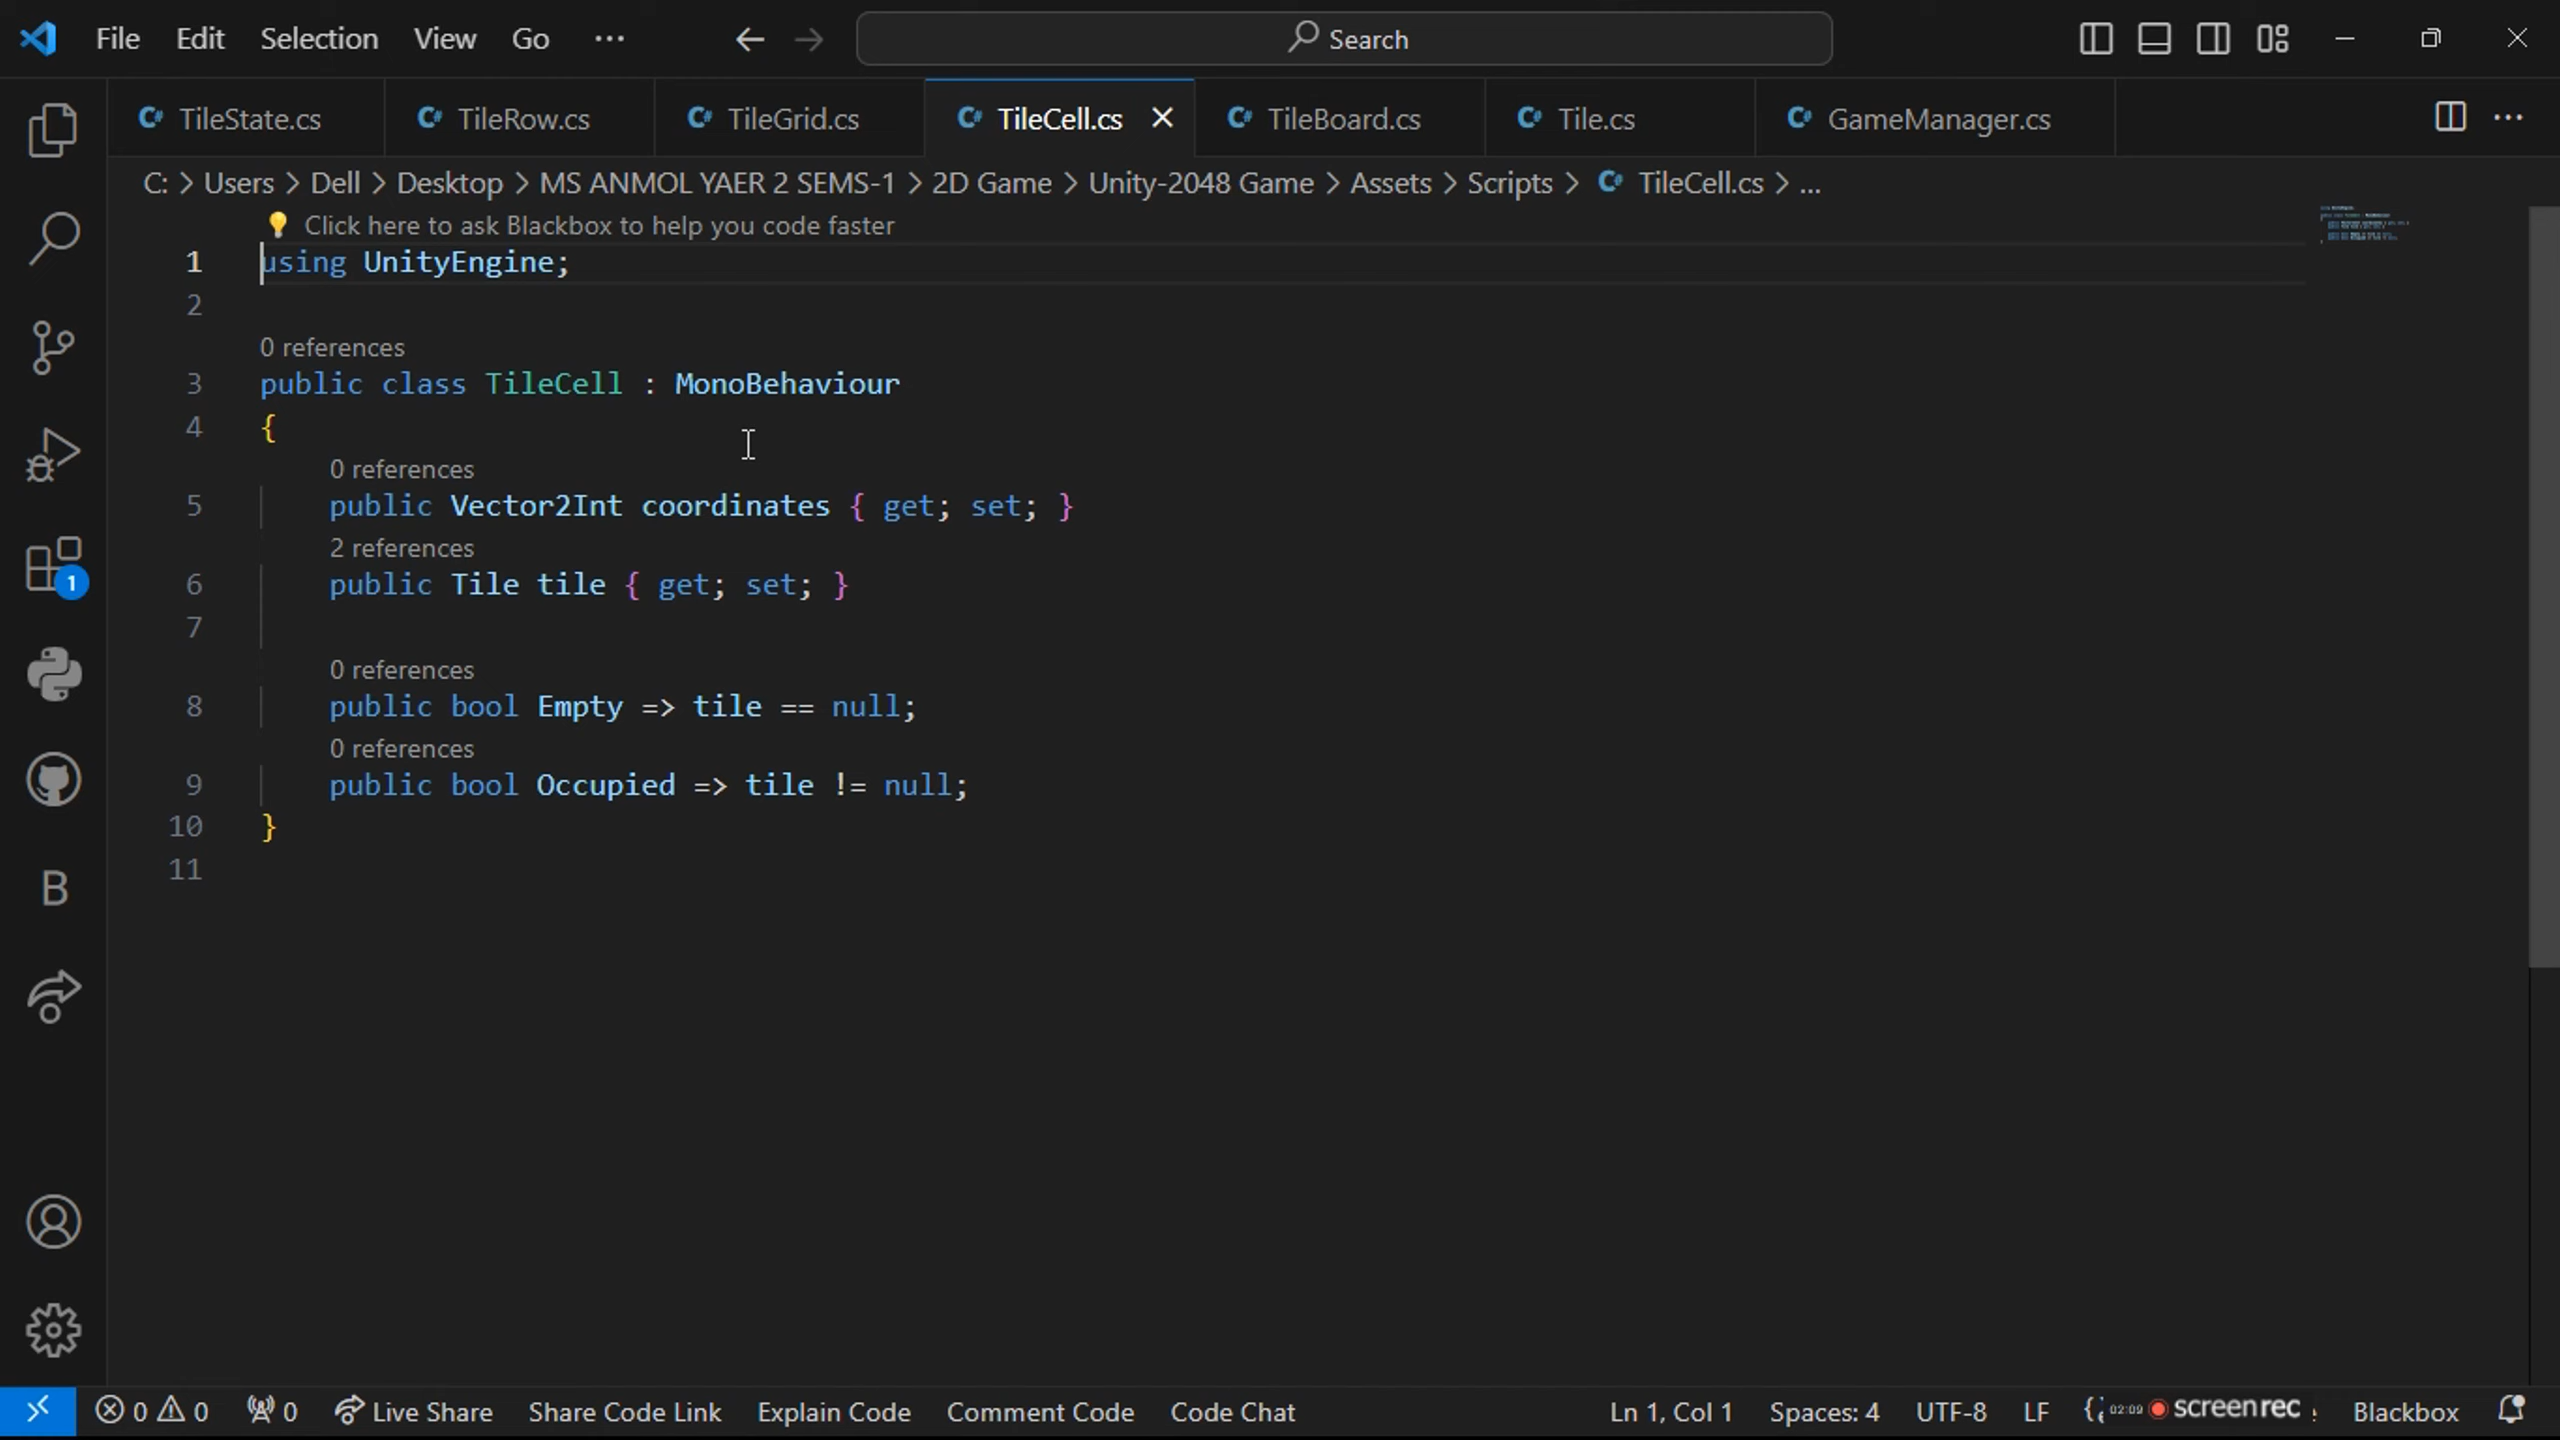 File Edit Selection View Go ··· Search
TileState.cs TileRow.cs TileGrid.cs TileCell.cs TileBoard.cs Tile.cs GameManager.cs
C: > Users > Dell > Desktop > MS ANMOL YAER 2 SEMS-1 > 2D Game > Unity-2048 Game > Assets > Scripts > TileCell.cs > ...
Click here to ask Blackbox to help you code faster
1 using UnityEngine;
2
0 references
3 public class TileCell : MonoBehaviour
4 {
0 references
5 public Vector2Int coordinates { get; set; }
2 references
6 public Tile tile { get; set; }
7
0 references
8 public bool Empty => tile == null;
0 references
9 public bool Occupied => tile != null;
10 }
11
1
B
0 0 0 Live Share Share Code Link Explain Code Comment Code Code Chat Ln 1, Col 1 Spaces: 4 UTF-8 LF 02:09 screenrec Blackbox